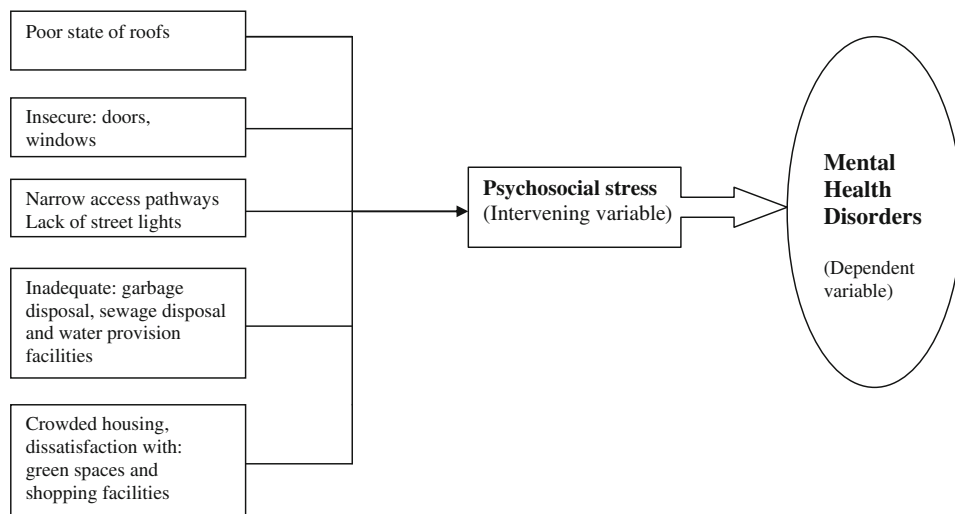 Poor state of roofs
Insecure: doors,
windows
Narrow access pathways
Lack of street lights
Inadequate: garbage
disposal, sewage disposal
and water provision
facilities
Crowded housing,
dissatisfaction with:
green spaces and
shopping facilities
Psychosocial stress
(Intervening variable)
Mental
Health
Disorders
(Dependent
variable)